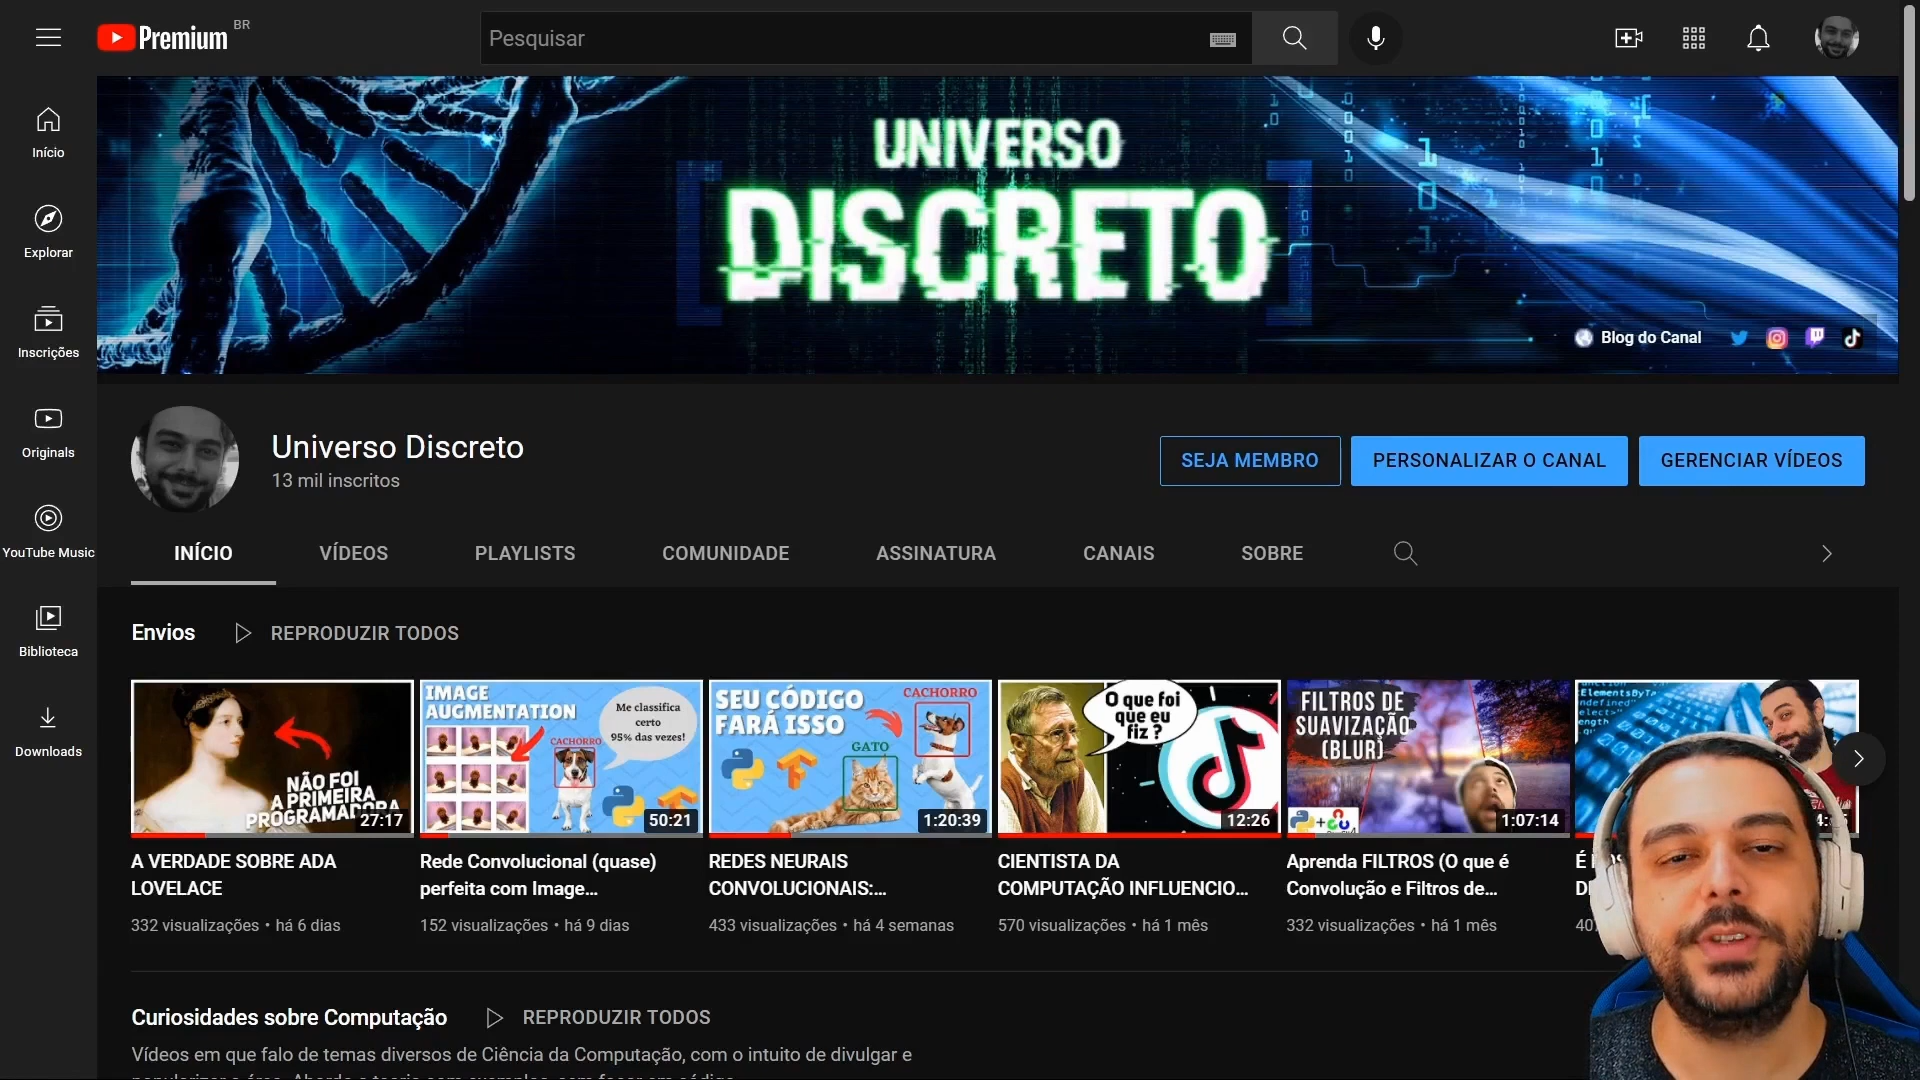 Premium BR
Pesquisar
Início
Explorar
Inscrições
Originals
YouTube Music
Biblioteca
Downloads
UNIVERSO
DISCRETO
Blog do Canal
Universo Discreto
13 mil inscritos
SEJA MEMBRO
PERSONALIZAR O CANAL
GERENCIAR VÍDEOS
INÍCIO
VÍDEOS
PLAYLISTS
COMUNIDADE
ASSINATURA
CANAIS
SOBRE
Envios
REPRODUZIR TODOS
NÃO FOI
A PRIMEIRA
PROGRAMADORA
27:17
A VERDADE SOBRE ADA
LOVELACE
332 visualizações • há 6 dias
IMAGE
AUGMENTATION
Me classifica
certo
95% das vezes!
CACHORRO
50:21
Rede Convolucional (quase)
perfeita com Image...
152 visualizações • há 9 dias
SEU CÓDIGO
FARÁ ISSO
CACHORRO
GATO
1:20:39
REDES NEURAIS
CONVOLUCIONAIS:...
433 visualizações • há 4 semanas
O que foi
que eu
fiz ?
12:26
CIENTISTA DA
COMPUTAÇÃO INFLUENCIO...
570 visualizações • há 1 mês
FILTROS DE
SUAVIZAÇÃO
(BLUR)
1:07:14
Aprenda FILTROS (O que é
Convolução e Filtros de...
332 visualizações • há 1 mês
Curiosidades sobre Computação
REPRODUZIR TODOS
Vídeos em que falo de temas diversos de Ciência da Computação, com o intuito de divulgar e